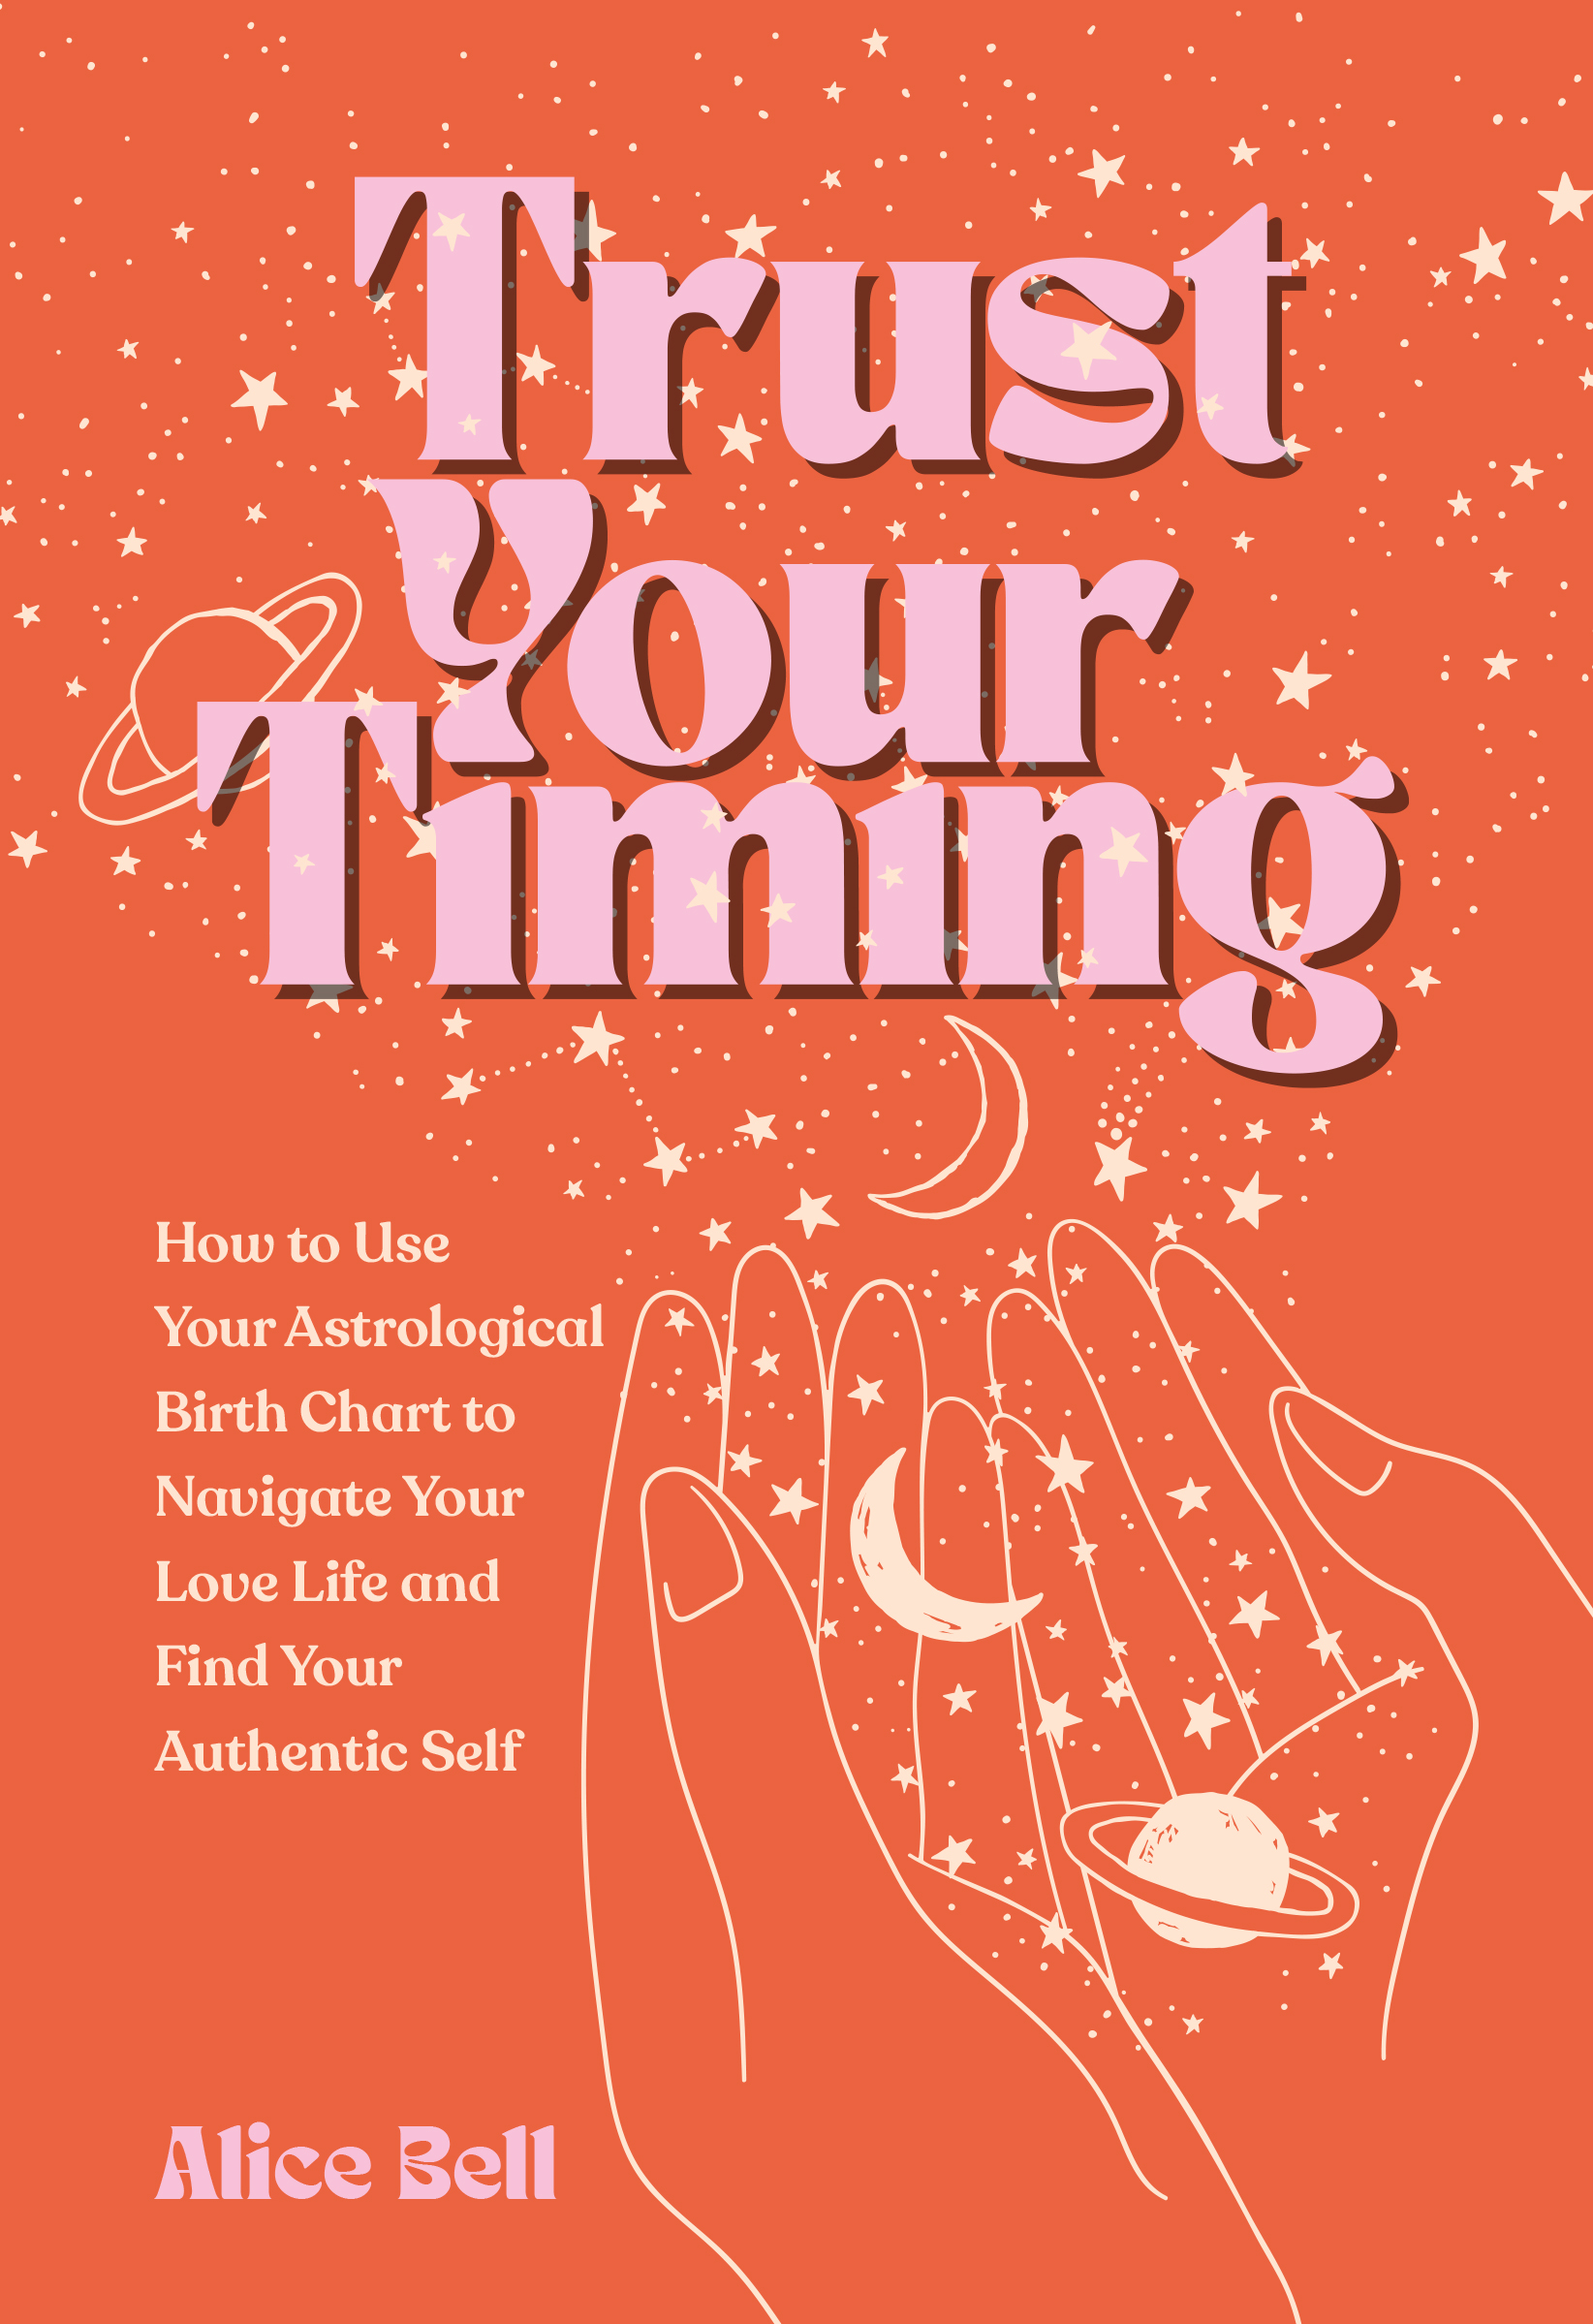 Trust
Your
Timing
How to Use
Your Astrological
Birth Chart to
Navigate Your
Love Life and
Find Your
Authentic Self
Alice Bell